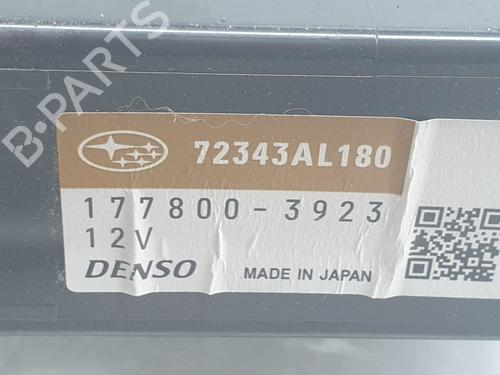 B-PARTS
72343AL180
177800-3923
12V
DENSO
MADE IN JAPAN